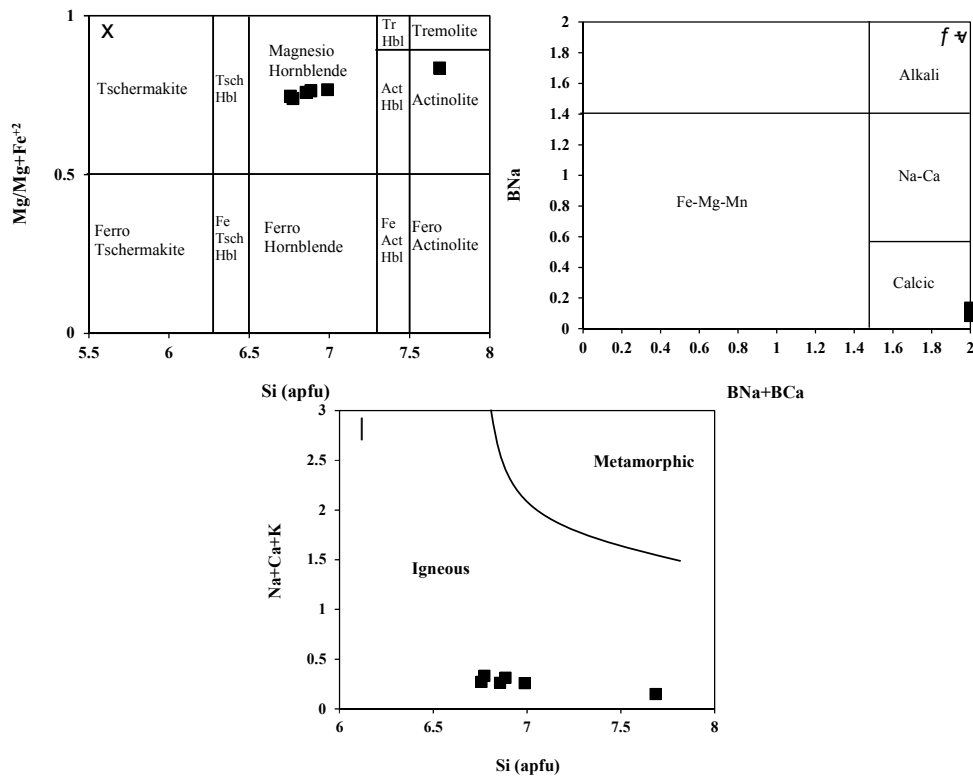 x
1
0.5
0
Mg/Mg+Fe+2
Tschermakite
Tsch
Hbl
Magnesio
Hornblende
Tr
Hbl
Tremolite
Act
Hbl
Actinolite
Ferro
Tschermakite
Fe
Tsch
Hbl
Ferro
Hornblende
Fe
Act
Hbl
Fero
Actinolite
5.5 6 6.5 7 7.5 8
Si (apfu)
2
1.8
1.6
1.4
1.2
1
0.8
0.6
0.4
0.2
0
BNa
Alkali
Fe-Mg-Mn
Na-Ca
Calcic
0 0.2 0.4 0.6 0.8 1 1.2 1.4 1.6 1.8 2
BNa+BCa
3
2.5
2
1.5
1
0.5
0
Na+Ca+K
Metamorphic
Igneous
6 6.5 7 7.5 8
Si (apfu)